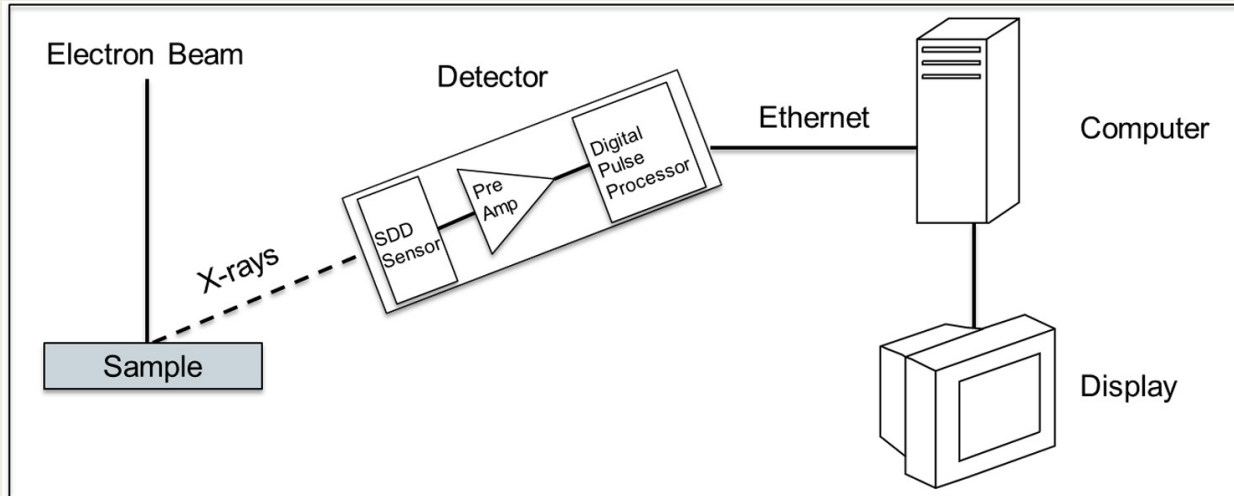 Electron Beam
Detector
Ethernet
Computer
Digital
Pulse
Processor
Pre
Amp
SDD
Sensor
X-rays
Sample
Display